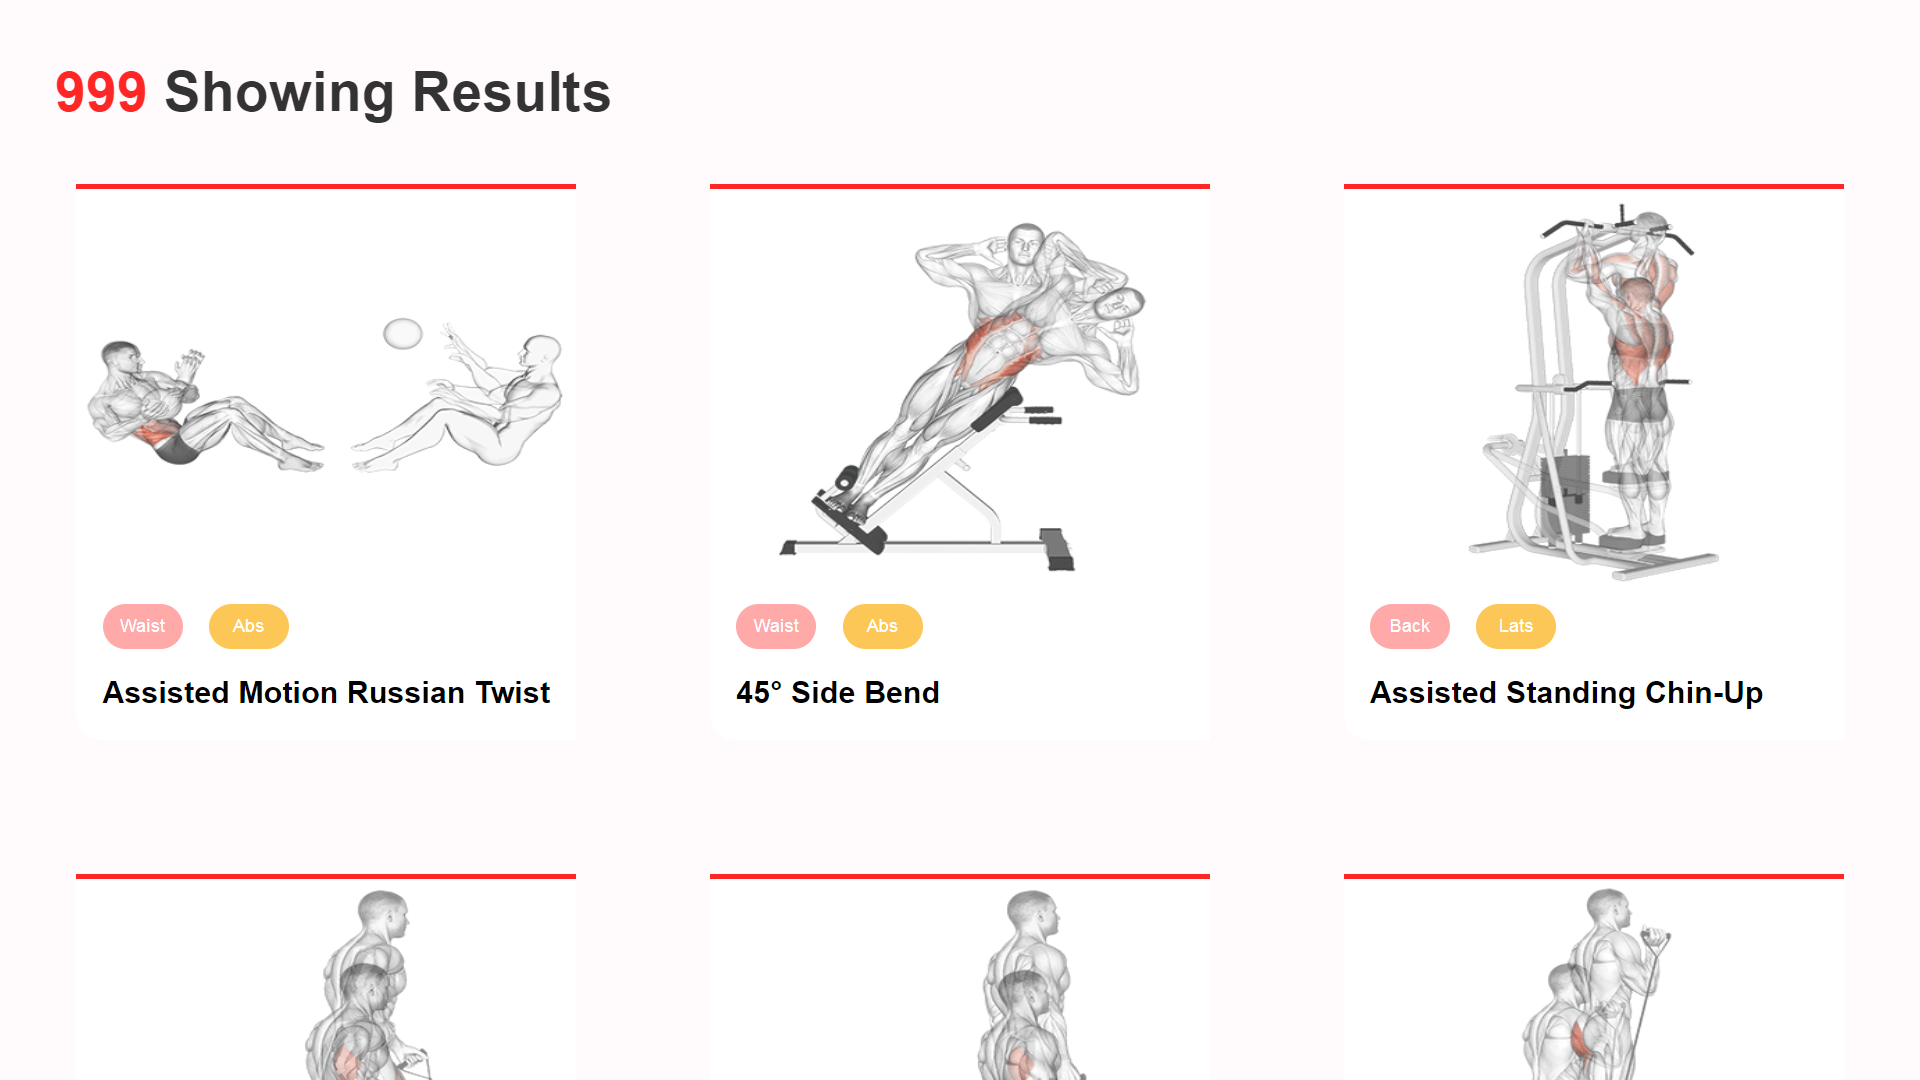 999 Showing Results
Waist Abs
Assisted Motion Russian Twist
Waist Abs
45° Side Bend
Back Lats
Assisted Standing Chin-Up